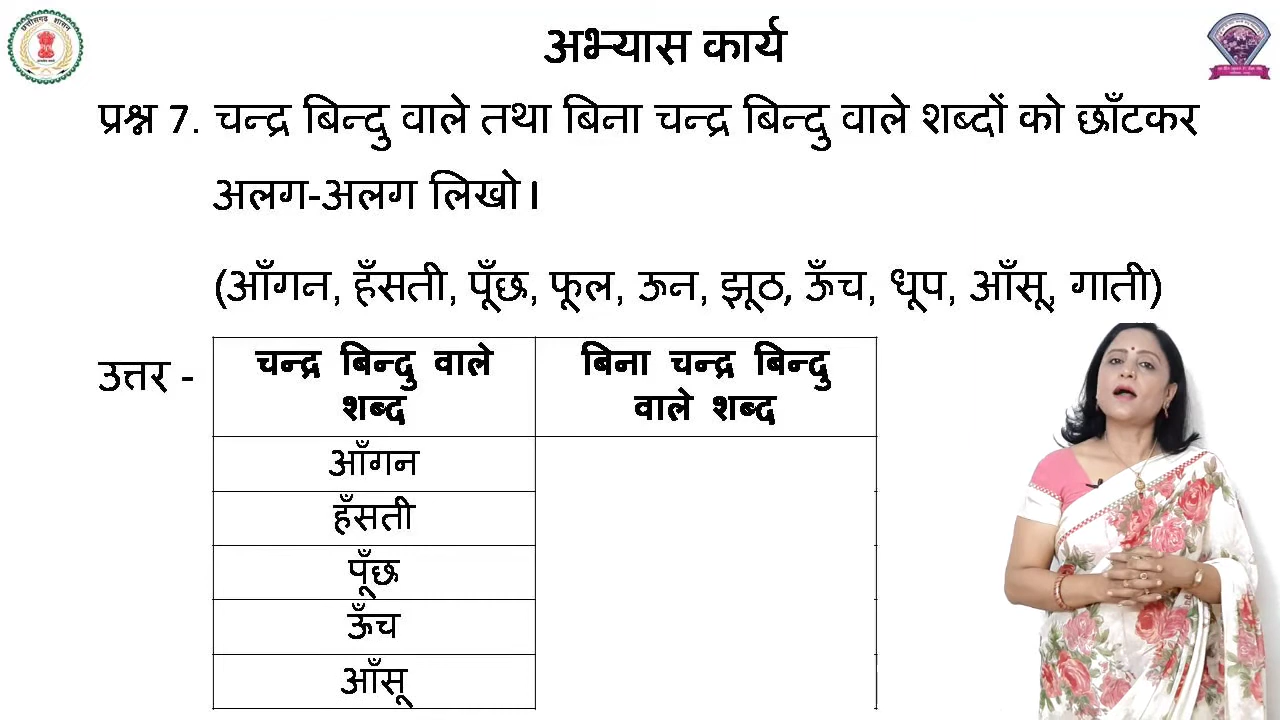 अभ्यास कार्य
प्रश्न 7. चन्द्र बिन्दु वाले तथा बिना चन्द्र बिन्दु वाले शब्दों को छाँटकर
अलग-अलग लिखो।
(आँगन, हँसती, पूँछ, फूल, ऊन, झूठ, ऊँच, धूप, आँसू, गाती)
उत्तर -
चन्द्र बिन्दु वाले
शब्द
बिना चन्द्र बिन्दु
वाले शब्द
आँगन
हँसती
पूँछ
ऊँच
आँसू